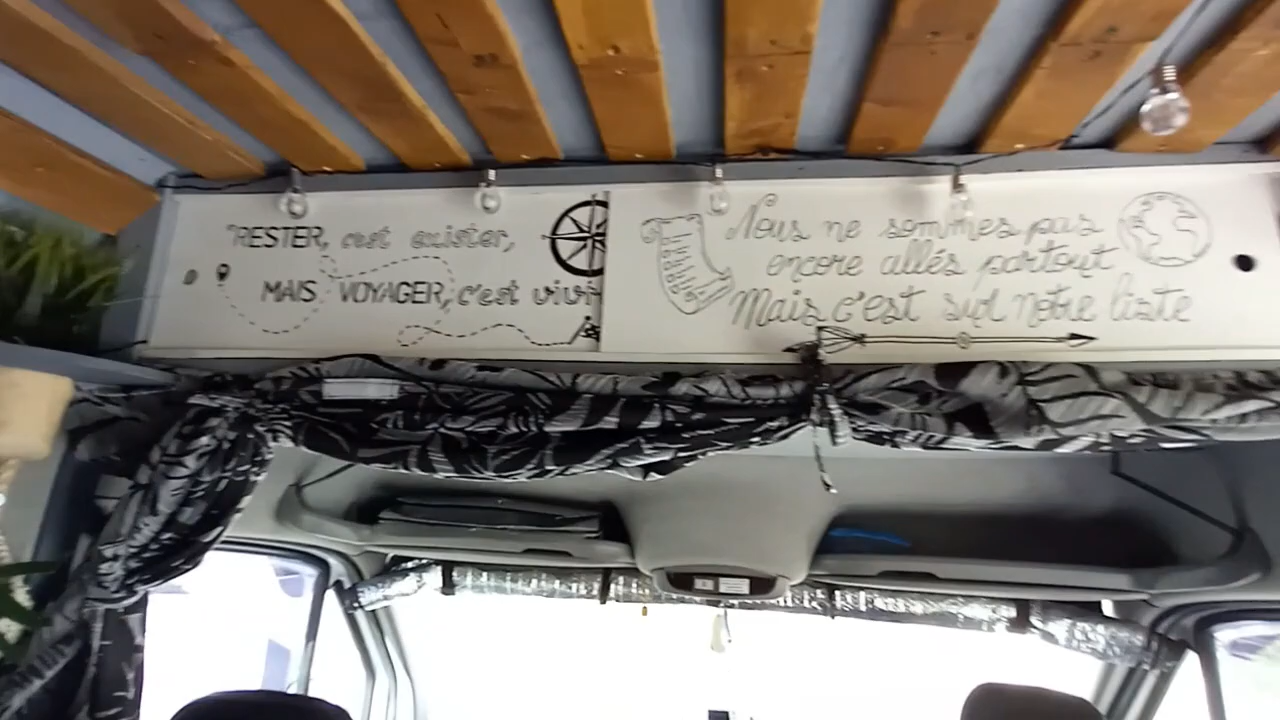 "RESTER, c'est exister,
MAIS VOYAGER, c'est vivr
Nous ne sommes pas
encore allés partout
Mais c'est sur notre liste